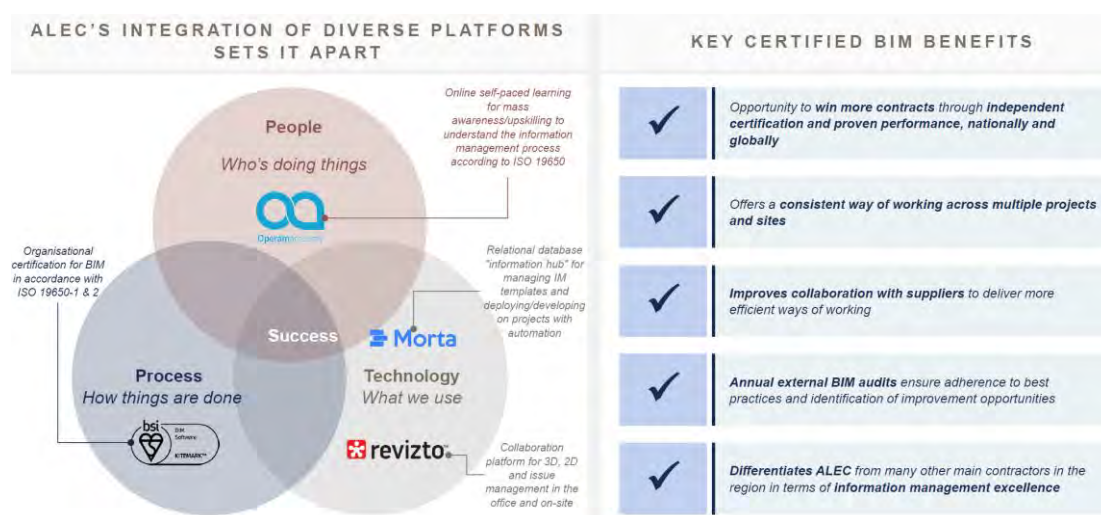 ALEC'S INTEGRATION OF DIVERSE PLATFORMS
SETS IT APART
People
Who's doing things
Operam
Online self-paced learning
for mass
awareness/upskilling to
understand the information
management process
according to ISO 19650
Organisational
certification for BIM
in accordance with
ISO 19650-1 & 2
Relational database
"information hub" for
managing IM
templates and
deploying/developing
on projects with
automation
Success
Morta
Process
How things are done
Technology
What we use
bsi
BIM
Software
KITEMARK™
revizto
Collaboration
platform for 3D, 2D
and issue
management in the
office and on-site
KEY CERTIFIED BIM BENEFITS
Opportunity to win more contracts through independent
certification and proven performance, nationally and
globally
Offers a consistent way of working across multiple projects
and sites
Improves collaboration with suppliers to deliver more
efficient ways of working
Annual external BIM audits ensure adherence to best
practices and identification of improvement opportunities
Differentiates ALEC from many other main contractors in the
region in terms of information management excellence